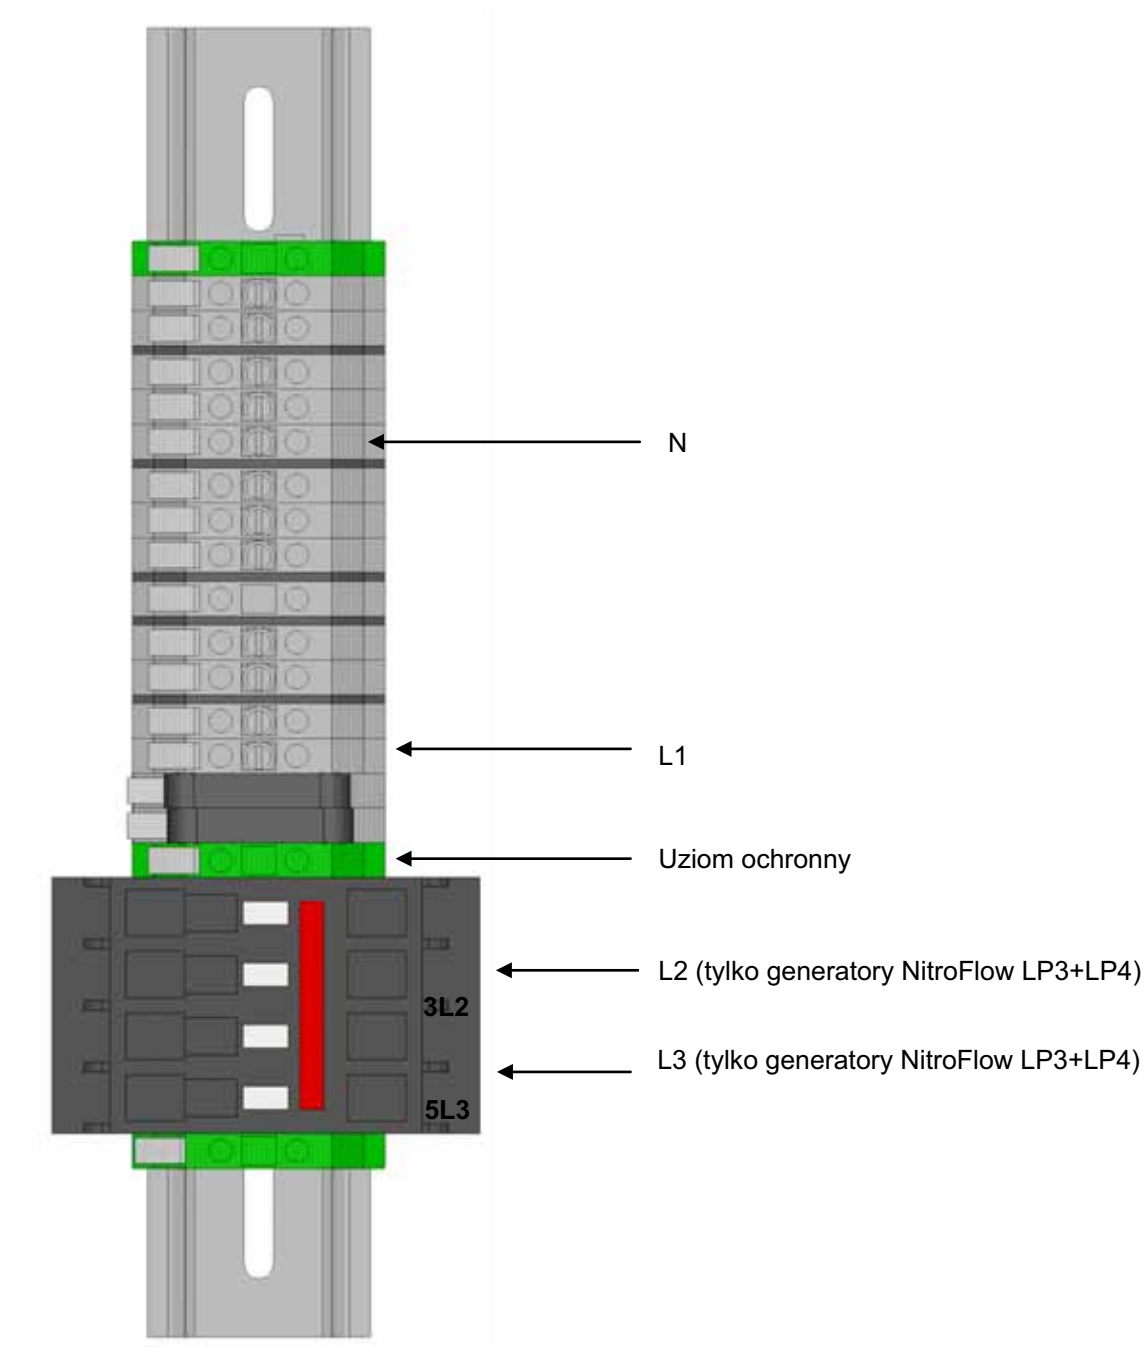 N
L1
Uziom ochronny
L2 (tylko generatory NitroFlow LP3+LP4)
3L2
L3 (tylko generatory NitroFlow LP3+LP4)
5L3